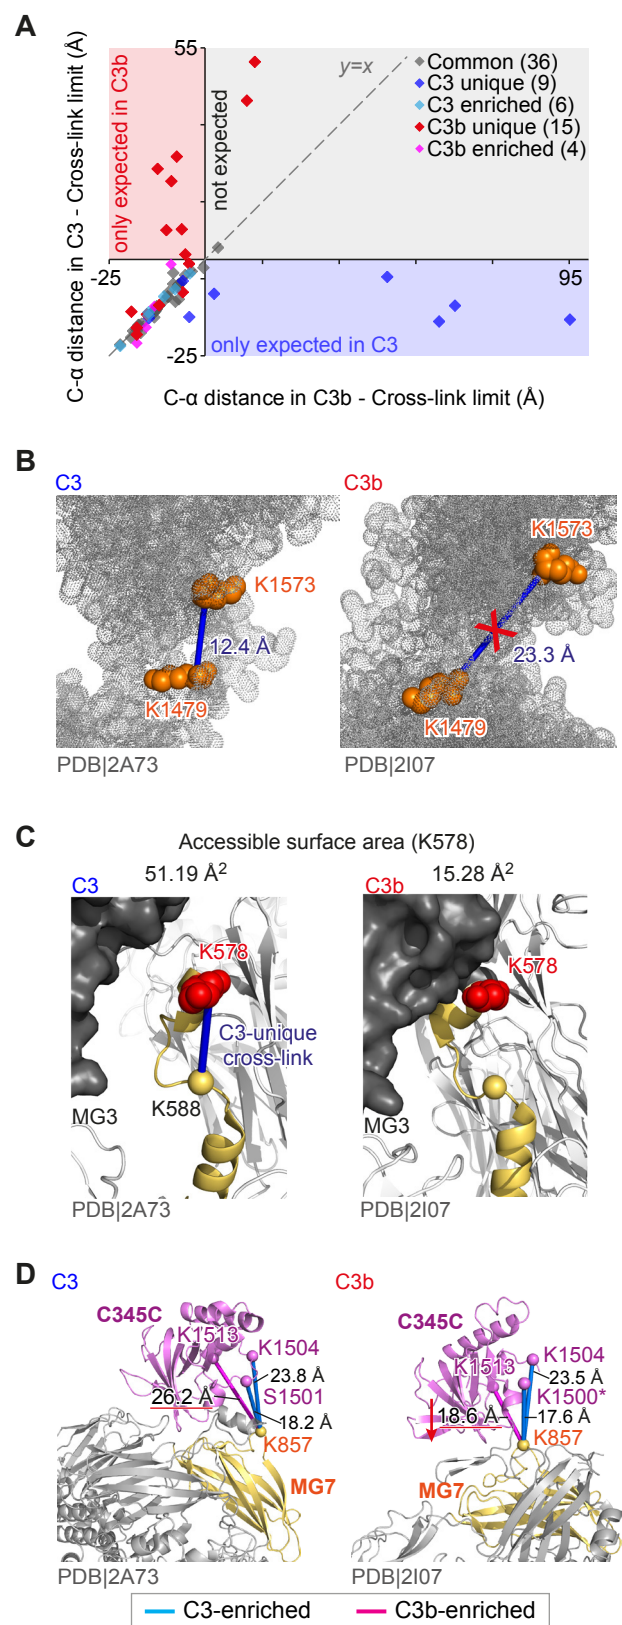 A
C-α distance in C3 - Cross-link limit (Å)
55
only expected in C3b
not expected
y=x
Common (36)
C3 unique (9)
C3 enriched (6)
C3b unique (15)
C3b enriched (4)
-25
95
only expected in C3
-25
C-α distance in C3b - Cross-link limit (Å)
B
C3
C3b
K1573
12.4 Å
K1479
PDB|2A73
K1573
23.3 Å
K1479
PDB|2I07
C
Accessible surface area (K578)
51.19 Å²
15.28 Å²
C3
C3b
K578
C3-unique
cross-link
K588
MG3
PDB|2A73
K578
MG3
PDB|2I07
D
C3
C3b
C345C
K1513
K1504
23.8 Å
S1501
26.2 Å
18.2 Å
K857
MG7
PDB|2A73
C345C
K1513
K1504
23.5 Å
K1500*
18.6 Å
17.6 Å
K857
MG7
PDB|2I07
C3-enriched
C3b-enriched